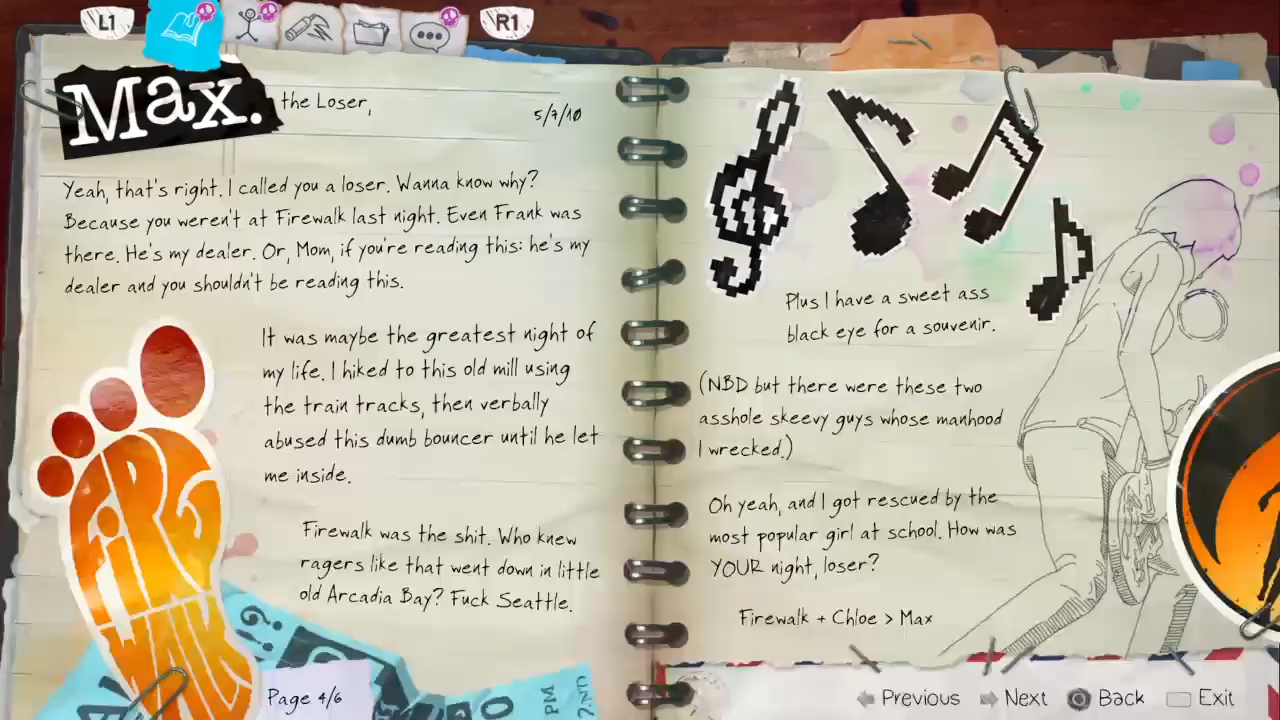 L1
R1
Max.
the Loser,
5/7/10
Yeah, that's right. I called you a loser. Wanna know why?
Because you weren't at Firewalk last night. Even Frank was
there. He's my dealer. Or, Mom, if you're reading this: he's my
dealer and you shouldn't be reading this.
It was maybe the greatest night of
my life. I hiked to this old mill using
the train tracks, then verbally
abused this dumb bouncer until he let
me inside.
Firewalk was the shit. Who knew
ragers like that went down in little
old Arcadia Bay? Fuck Seattle.
FIRE
WALK
PM
Page 4/6
Plus I have a sweet ass
black eye for a souvenir.
(NBD but there were these two
asshole skeevy guys whose manhood
I wrecked.)
Oh yeah, and I got rescued by the
most popular girl at school. How was
YOUR night, loser?
Firewalk + Chloe > Max
Previous
Next
Back
Exit